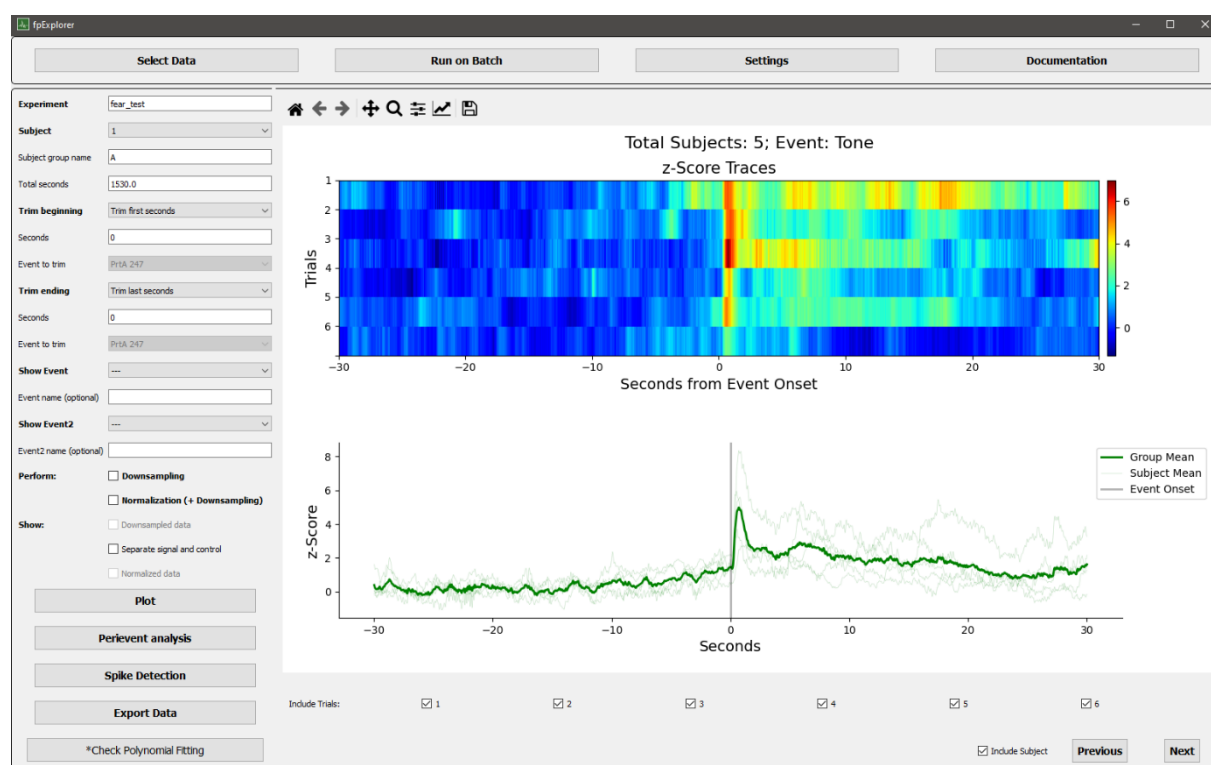 fpExplorer
Select Data
Run on Batch
Settings
Documentation
Experiment fear_test
Subject 1
Subject group name A
Total seconds 1530.0
Trim beginning Trim first seconds
Seconds 0
Event to trim PrtA 247
Trim ending Trim last seconds
Seconds 0
Event to trim PrtA 247
Show Event ---
Event name (optional)
Show Event2 ---
Event2 name (optional)
Perform: Downsampling
Normalization (+ Downsampling)
Show: Downsampled data
Separate signal and control
Normalized data
Plot
Perievent analysis
Spike Detection
Export Data
*Check Polynomial Fitting
Total Subjects: 5; Event: Tone
z-Score Traces
Trials
1
2
3
4
5
6
−30 −20 −10 0 10 20 30
Seconds from Event Onset
6
4
2
0
z-Score
8
6
4
2
0
−30 −20 −10 0 10 20 30
Seconds
Group Mean
Subject Mean
Event Onset
Include Trials: 1 2 3 4 5 6
Include Subject Previous Next